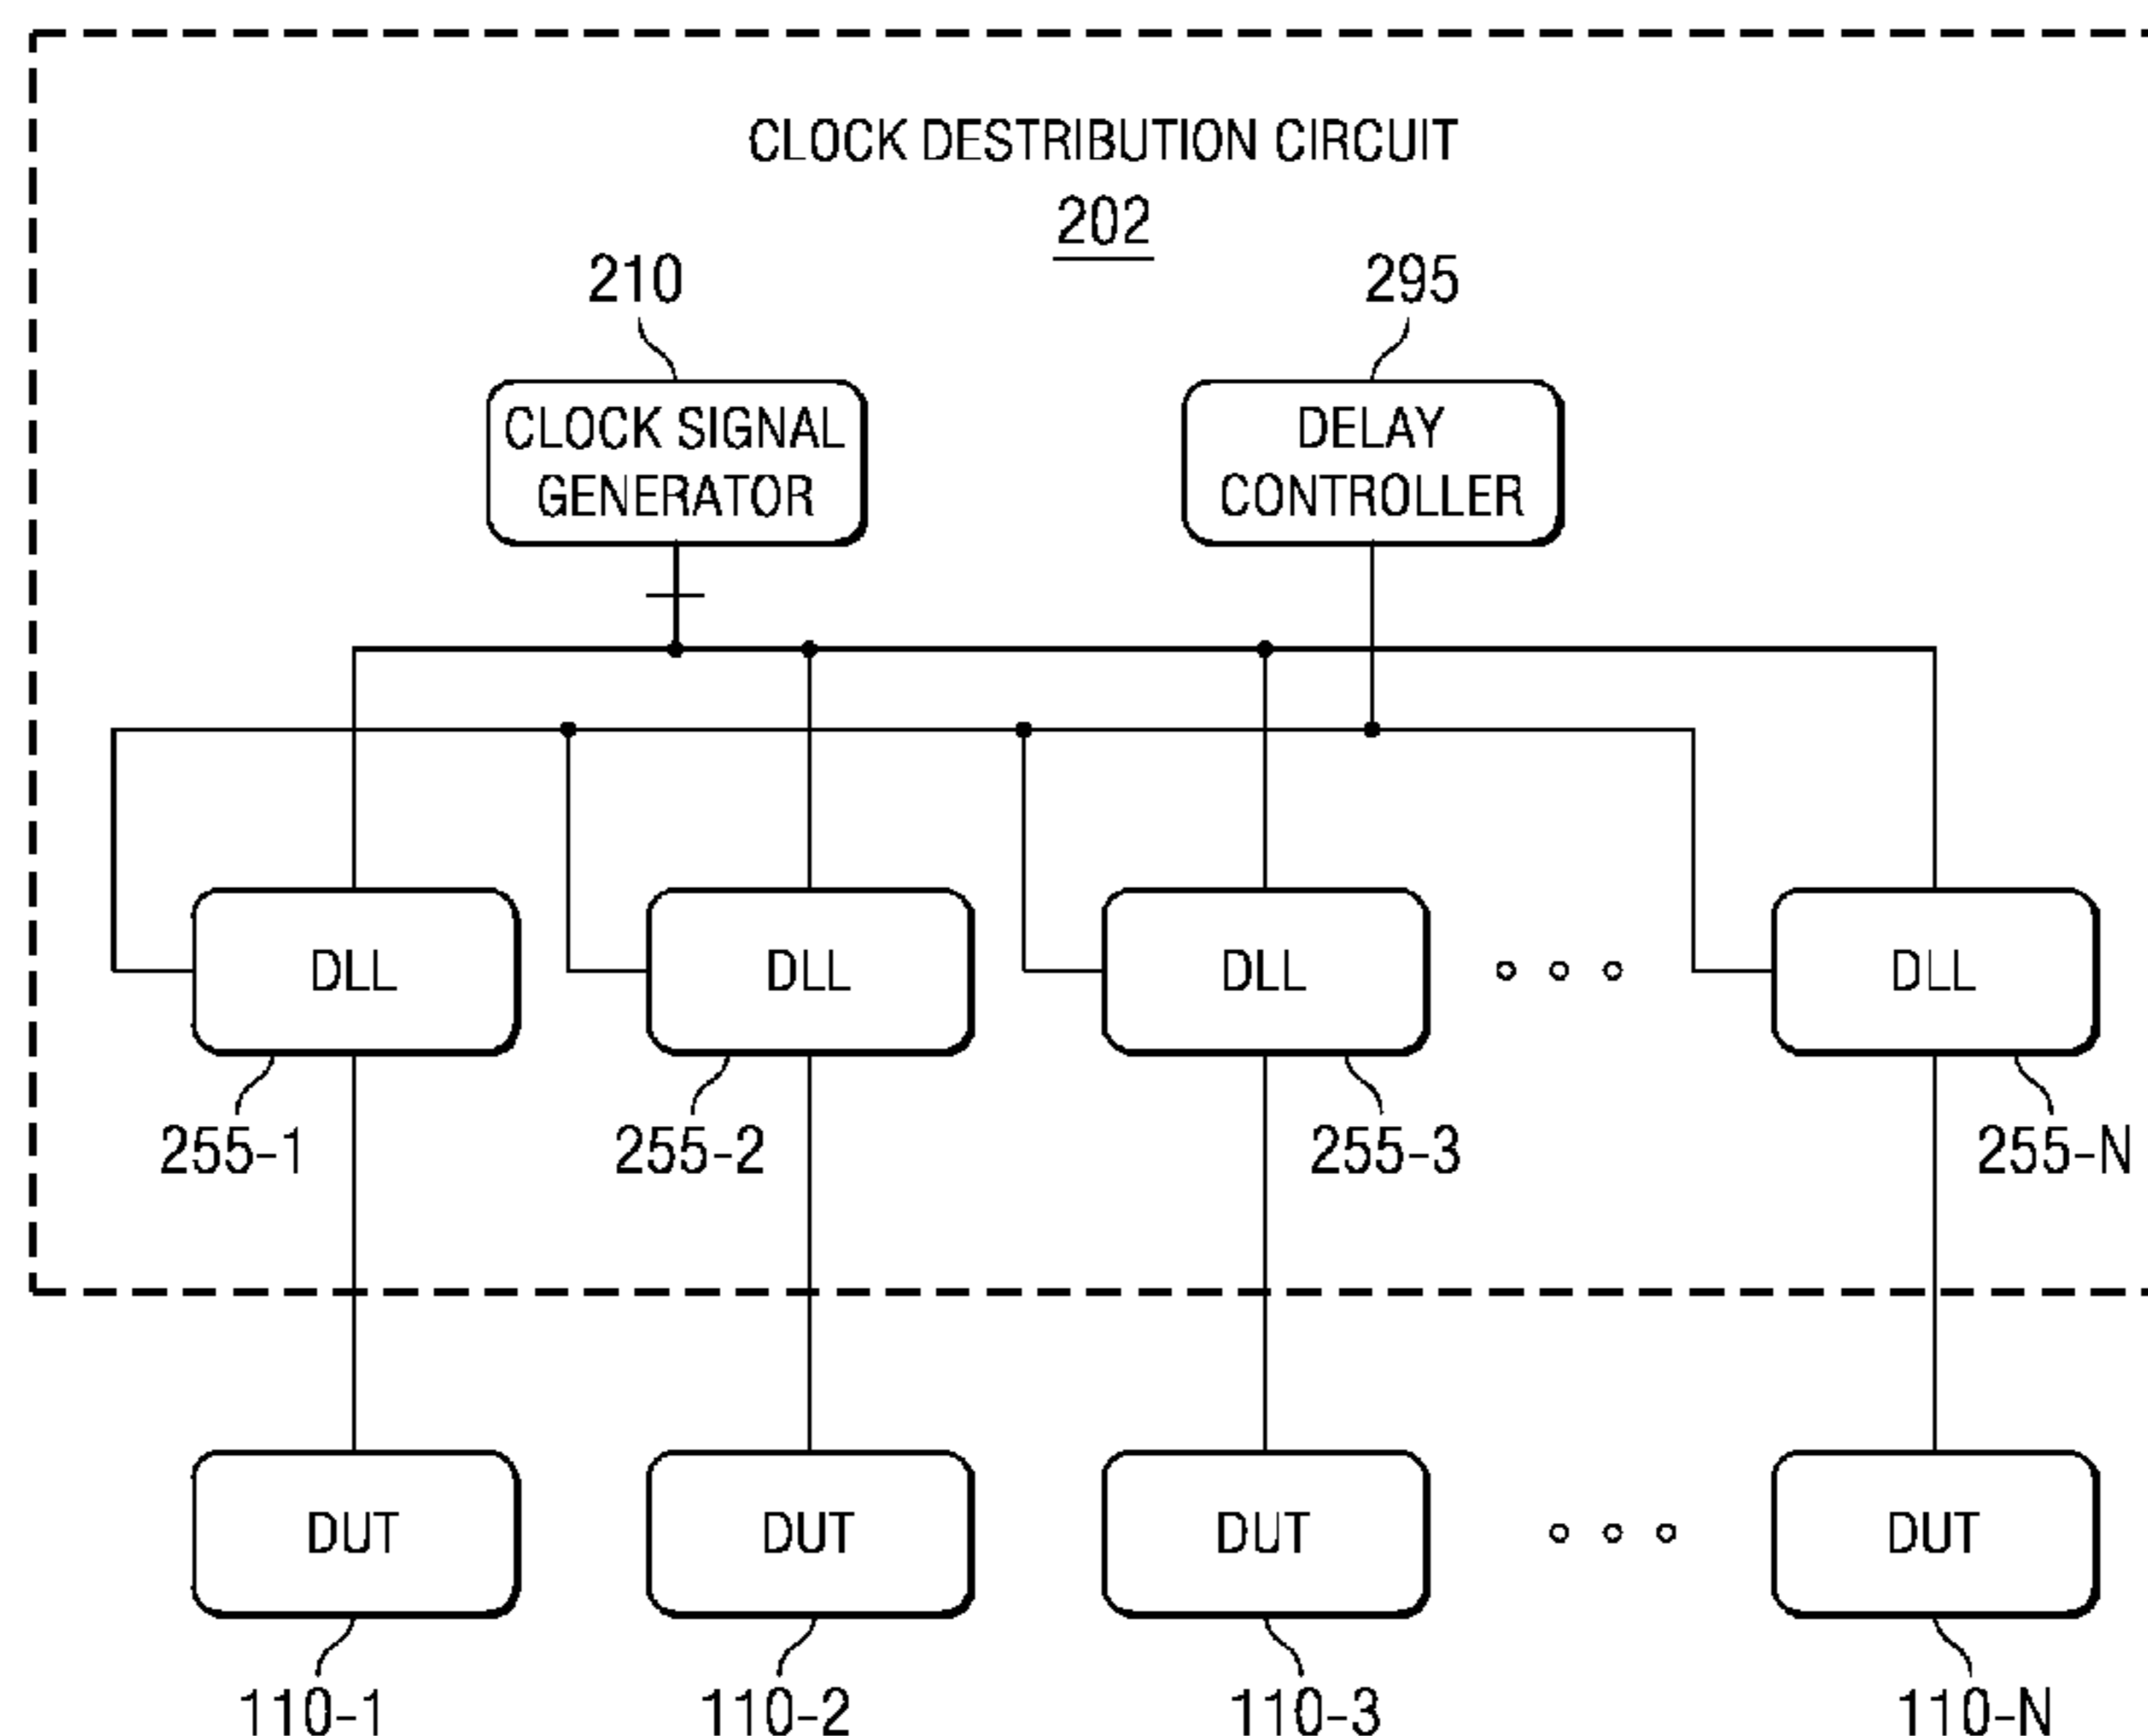 CLOCK DESTRIBUTION CIRCUIT
202
210
295
CLOCK SIGNAL
GENERATOR
DELAY
CONTROLLER
DLL
DLL
DLL
DLL
255-1
255-2
255-3
255-N
DUT
DUT
DUT
DUT
110-1
110-2
110-3
110-N